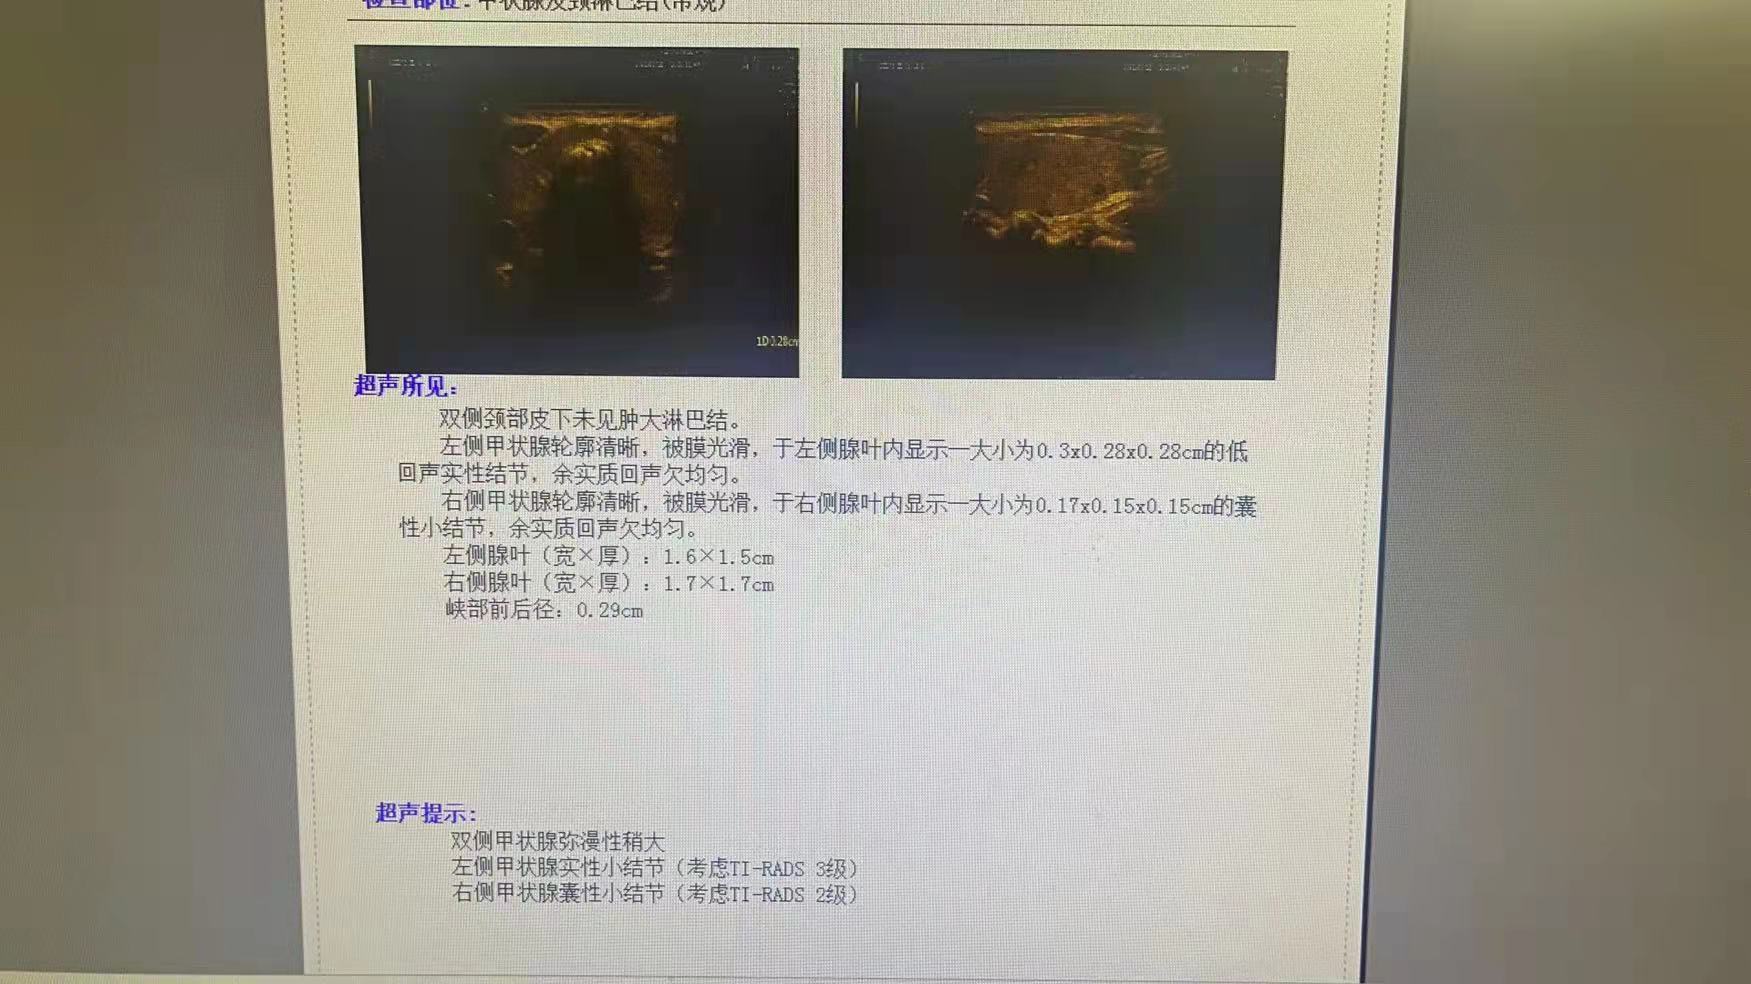 检查部位：甲状腺及颈淋巴结(常规)
1D 0.28cm
超声所见：
双侧颈部皮下未见肿大淋巴结。
左侧甲状腺轮廓清晰，被膜光滑，于左侧腺叶内显示一大小为0.3x0.28x0.28cm的低
回声实性结节，余实质回声欠均匀。
右侧甲状腺轮廓清晰，被膜光滑，于右侧腺叶内显示一大小为0.17x0.15x0.15cm的囊
性小结节，余实质回声欠均匀。
左侧腺叶（宽×厚）：1.6×1.5cm
右侧腺叶（宽×厚）：1.7×1.7cm
峡部前后径：0.29cm
超声提示：
双侧甲状腺弥漫性稍大
左侧甲状腺实性小结节（考虑TI-RADS 3级）
右侧甲状腺囊性小结节（考虑TI-RADS 2级）